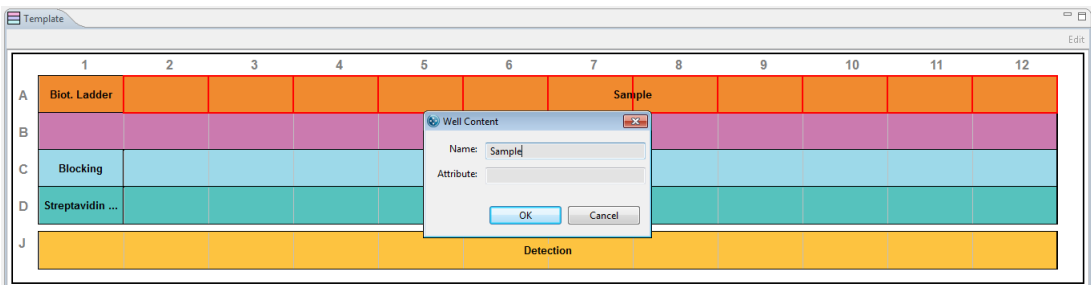 Template
Edit
1 2 3 4 5 6 7 8 9 10 11 12
A Biot. Ladder Sample
Well Content
B
Name: Sample
C Blocking
Attribute:
D Streptavidin ...
OK Cancel
J Detection